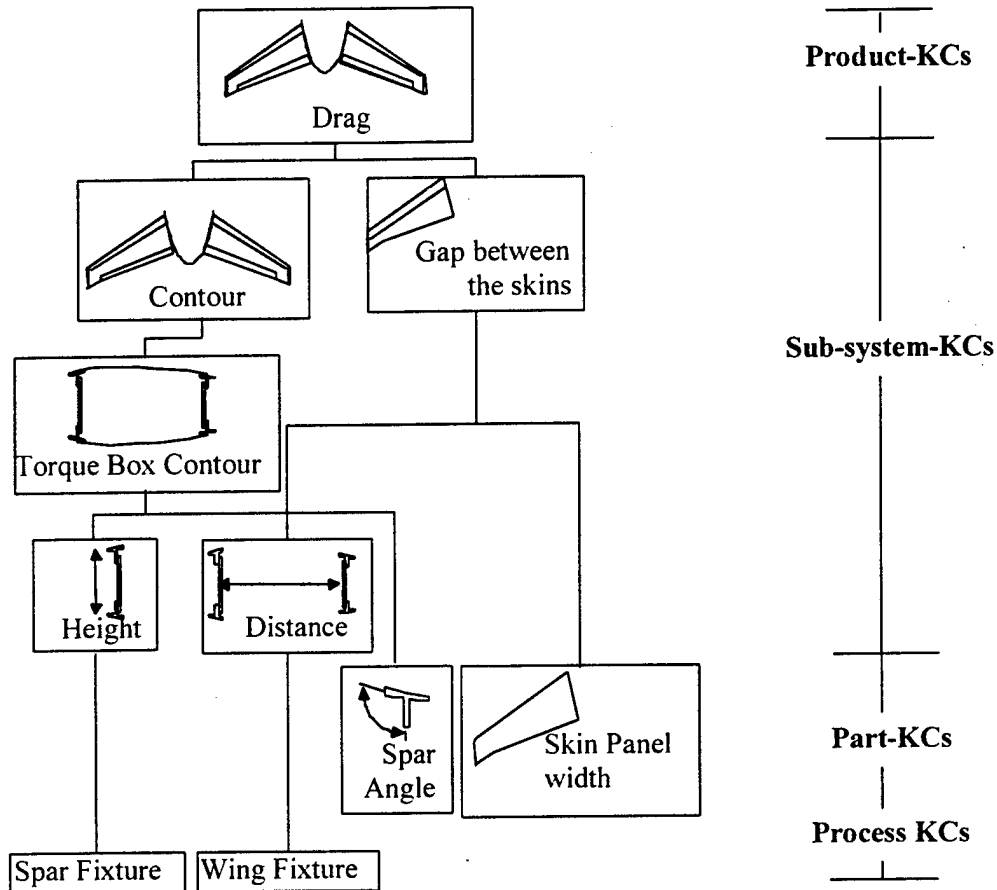 Product-KCs
Drag
Contour
Gap between
the skins
Sub-system-KCs
Torque Box Contour
Height
Distance
Spar
Angle
Skin Panel
width
Part-KCs
Process KCs
Spar Fixture
Wing Fixture